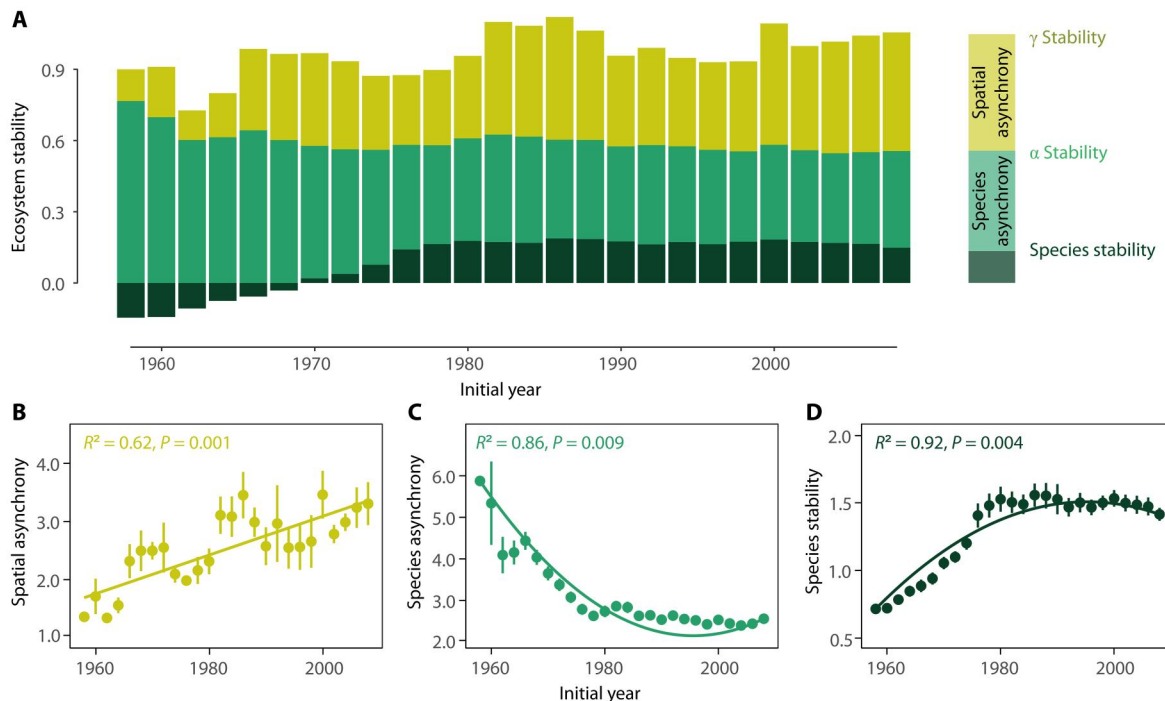 A
Ecosystem stability
0.9
0.6
0.3
0.0
1960
1970
1980
1990
2000
Initial year
Spatial
asynchrony
Species
asynchrony
γ Stability
α Stability
Species stability
B
R² = 0.62, P = 0.001
Spatial asynchrony
4.0
3.0
2.0
1.0
1960
1980
2000
C
R² = 0.86, P = 0.009
Species asynchrony
6.0
5.0
4.0
3.0
2.0
1960
1980
2000
Initial year
D
R² = 0.92, P = 0.004
Species stability
2.0
1.5
1.0
0.5
1960
1980
2000